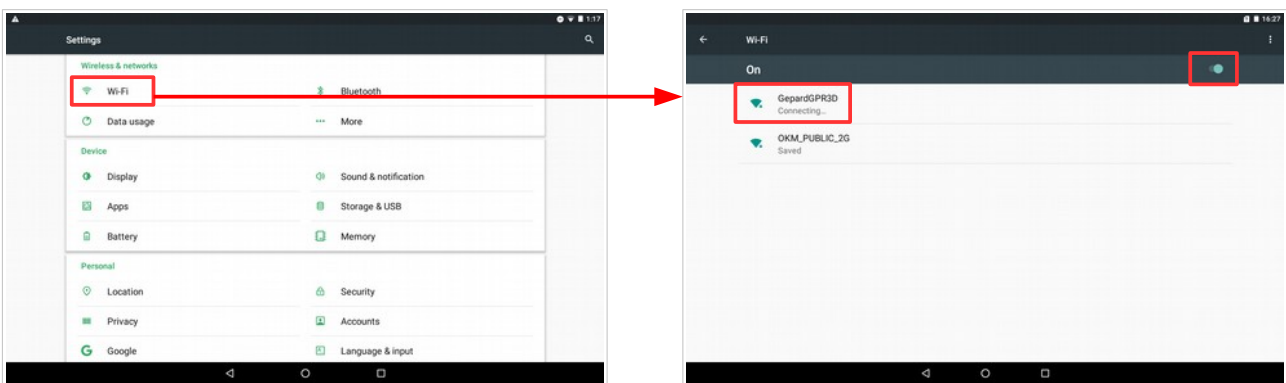 1:17
Settings
Wireless & networks
Wi-Fi
Bluetooth
Data usage
More
Device
Display
Sound & notification
Apps
Storage & USB
Battery
Memory
Personal
Location
Security
Privacy
Accounts
Google
Language & input
16:27
Wi-Fi
On
GepardGPR3D
Connecting...
OKM_PUBLIC_2G
Saved